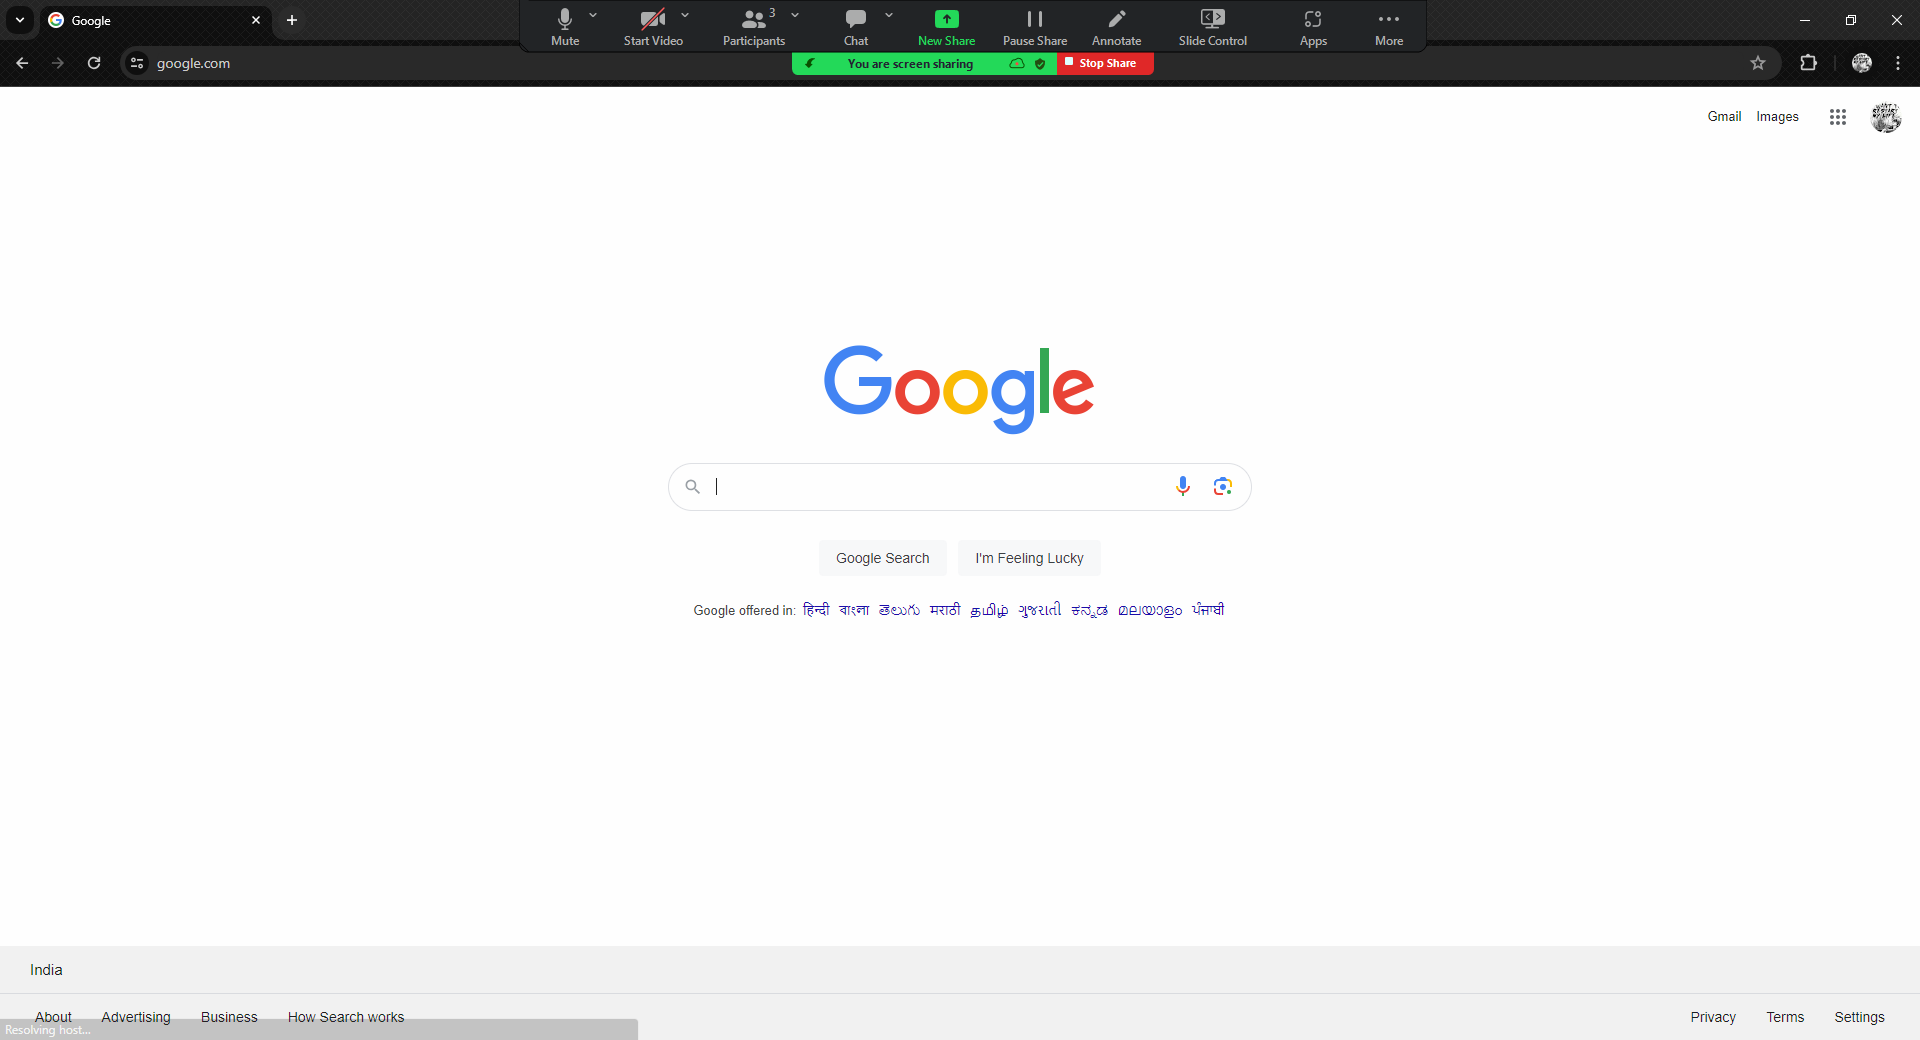 Google
Mute
Start Video
Participants
3
Chat
New Share
Pause Share
Annotate
Slide Control
Apps
More
google.com
You are screen sharing
Stop Share
Gmail Images
Google
Google Search I'm Feeling Lucky
Google offered in: हिन्दी বাংলা తెలుగు मराठी தமிழ் ગુજરાતી ಕನ್ನಡ മലയാളം ਪੰਜਾਬੀ
India
About Advertising Business How Search works
Privacy Terms Settings
Resolving host...